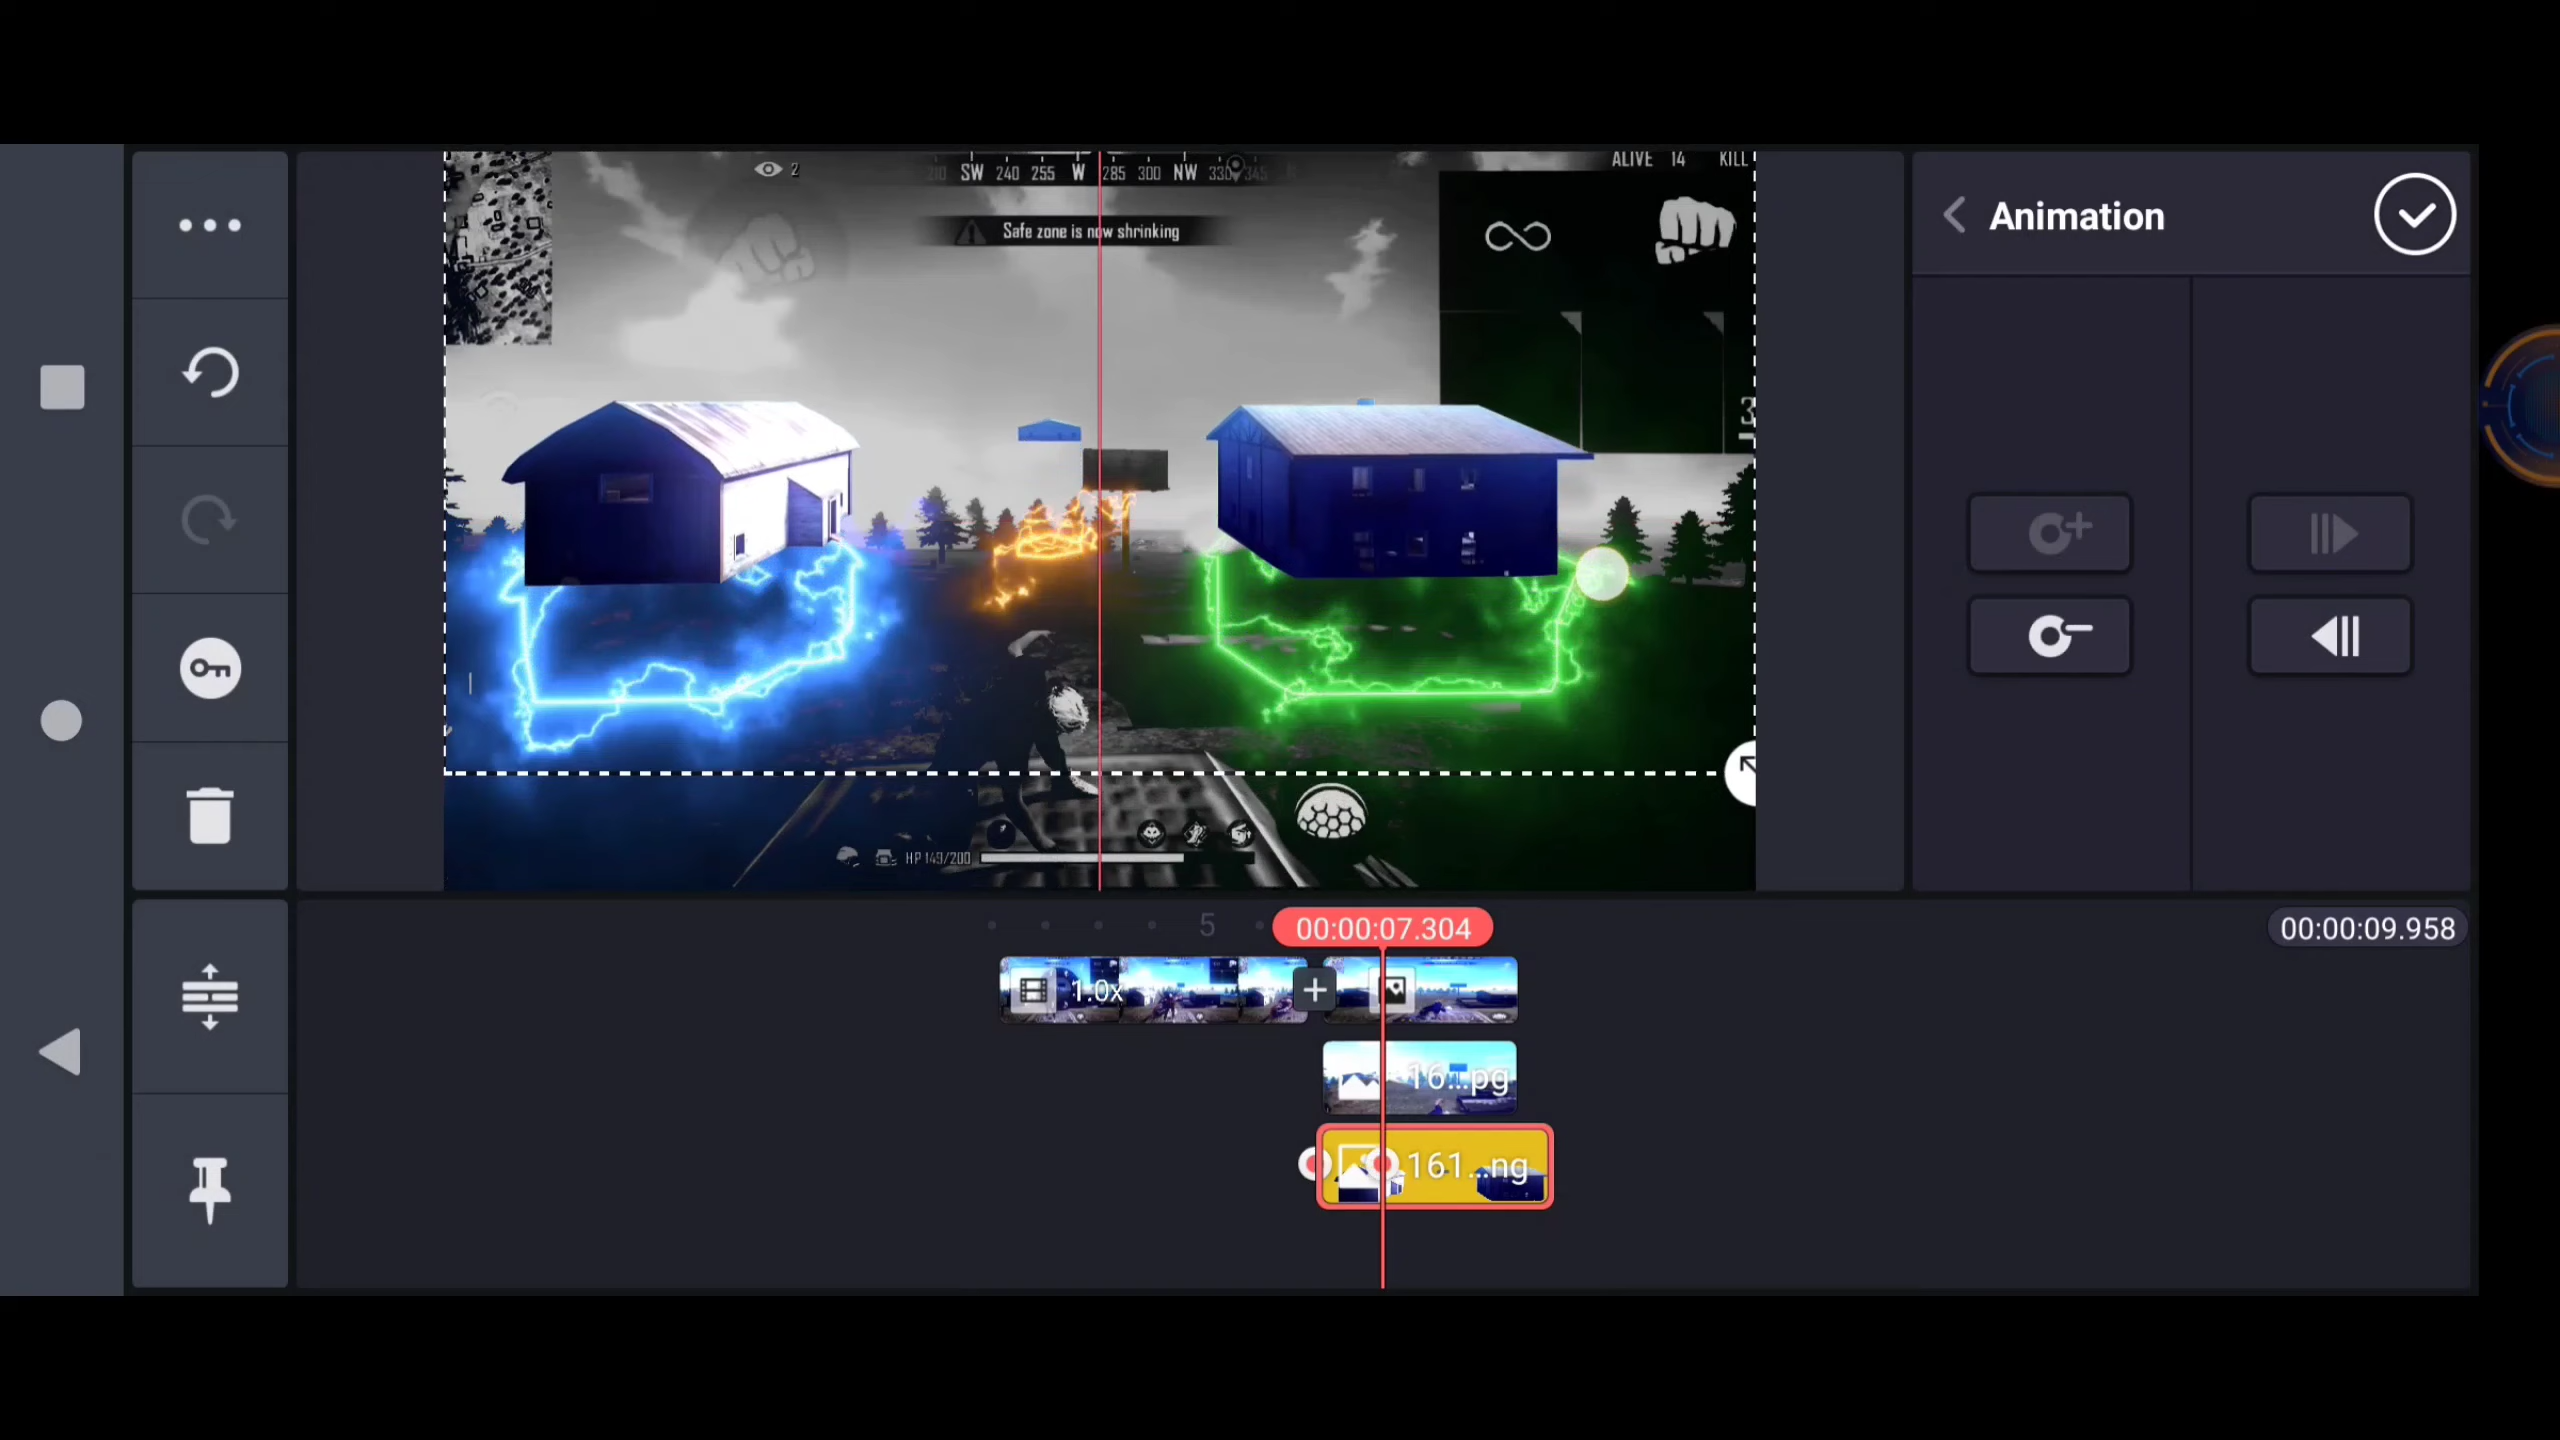 2
SW 240 255 W 285 300 NW 330 345
ALIVE 14 KILL
Safe zone is now shrinking
3
HP 149/200
Animation
5
00:00:07.304
00:00:09.958
1.0x
16...pg
161...ng